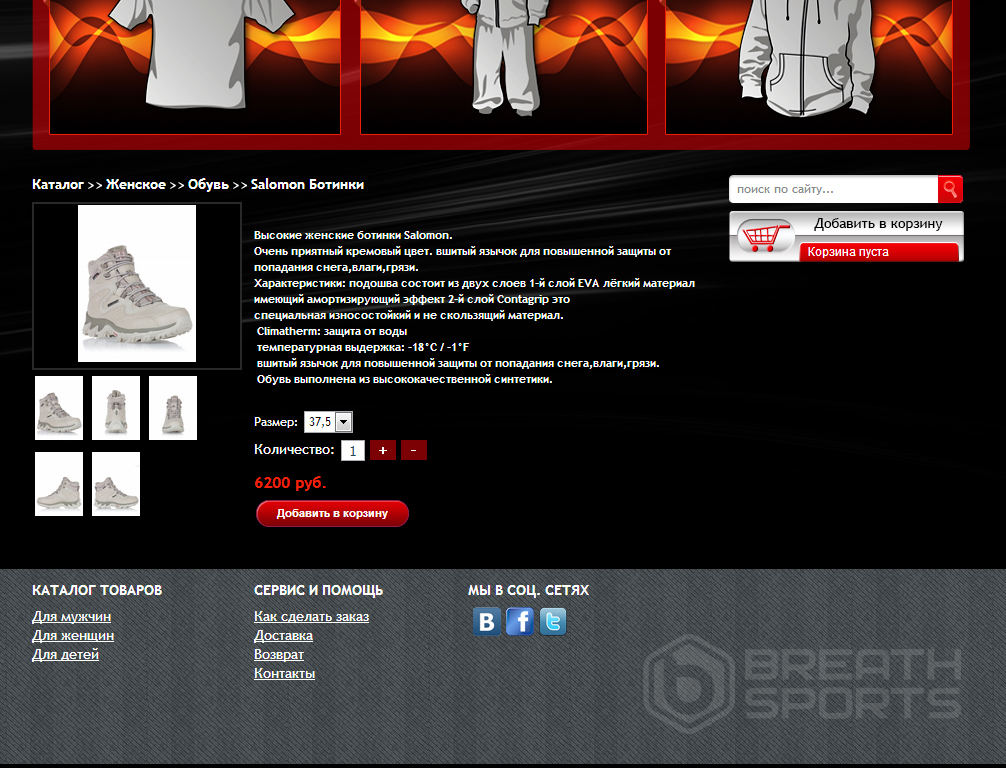 Каталог >> Женское >> Обувь >> Salomon Ботинки
поиск по сайту...
Добавить в корзину
Корзина пуста
Высокие женские ботинки Salomon.
Очень приятный кремовый цвет. вшитый язычок для повышенной защиты от
попадания снега,влаги,грязи.
Характеристики: подошва состоит из двух слоев 1-й слой EVA лёгкий материал
имеющий амортизирующий эффект 2-й слой Contagrip это
специальная износостойкий и не скользящий материал.
Climatherm: защита от воды
температурная выдержка: -18°C / -1°F
вшитый язычок для повышенной защиты от попадания снега,влаги,грязи.
Обувь выполнена из высококачественной синтетики.
Размер: 37,5
Количество: 1 + -
6200 руб.
Добавить в корзину
КАТАЛОГ ТОВАРОВ
Для мужчин
Для женщин
Для детей
СЕРВИС И ПОМОЩЬ
Как сделать заказ
Доставка
Возврат
Контакты
МЫ В СОЦ. СЕТЯХ
В f t
BREATH
SPORTS